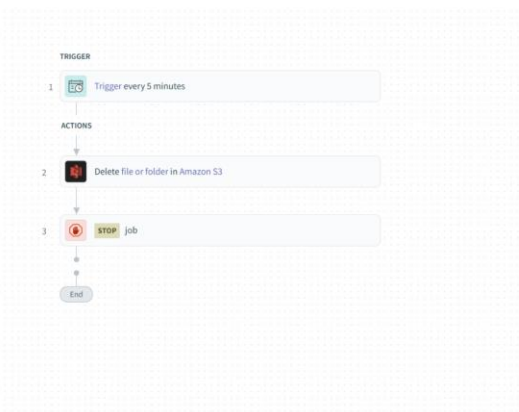 TRIGGER
1 Trigger every 5 minutes
ACTIONS
2 Delete file or folder in Amazon S3
3 STOP job
End